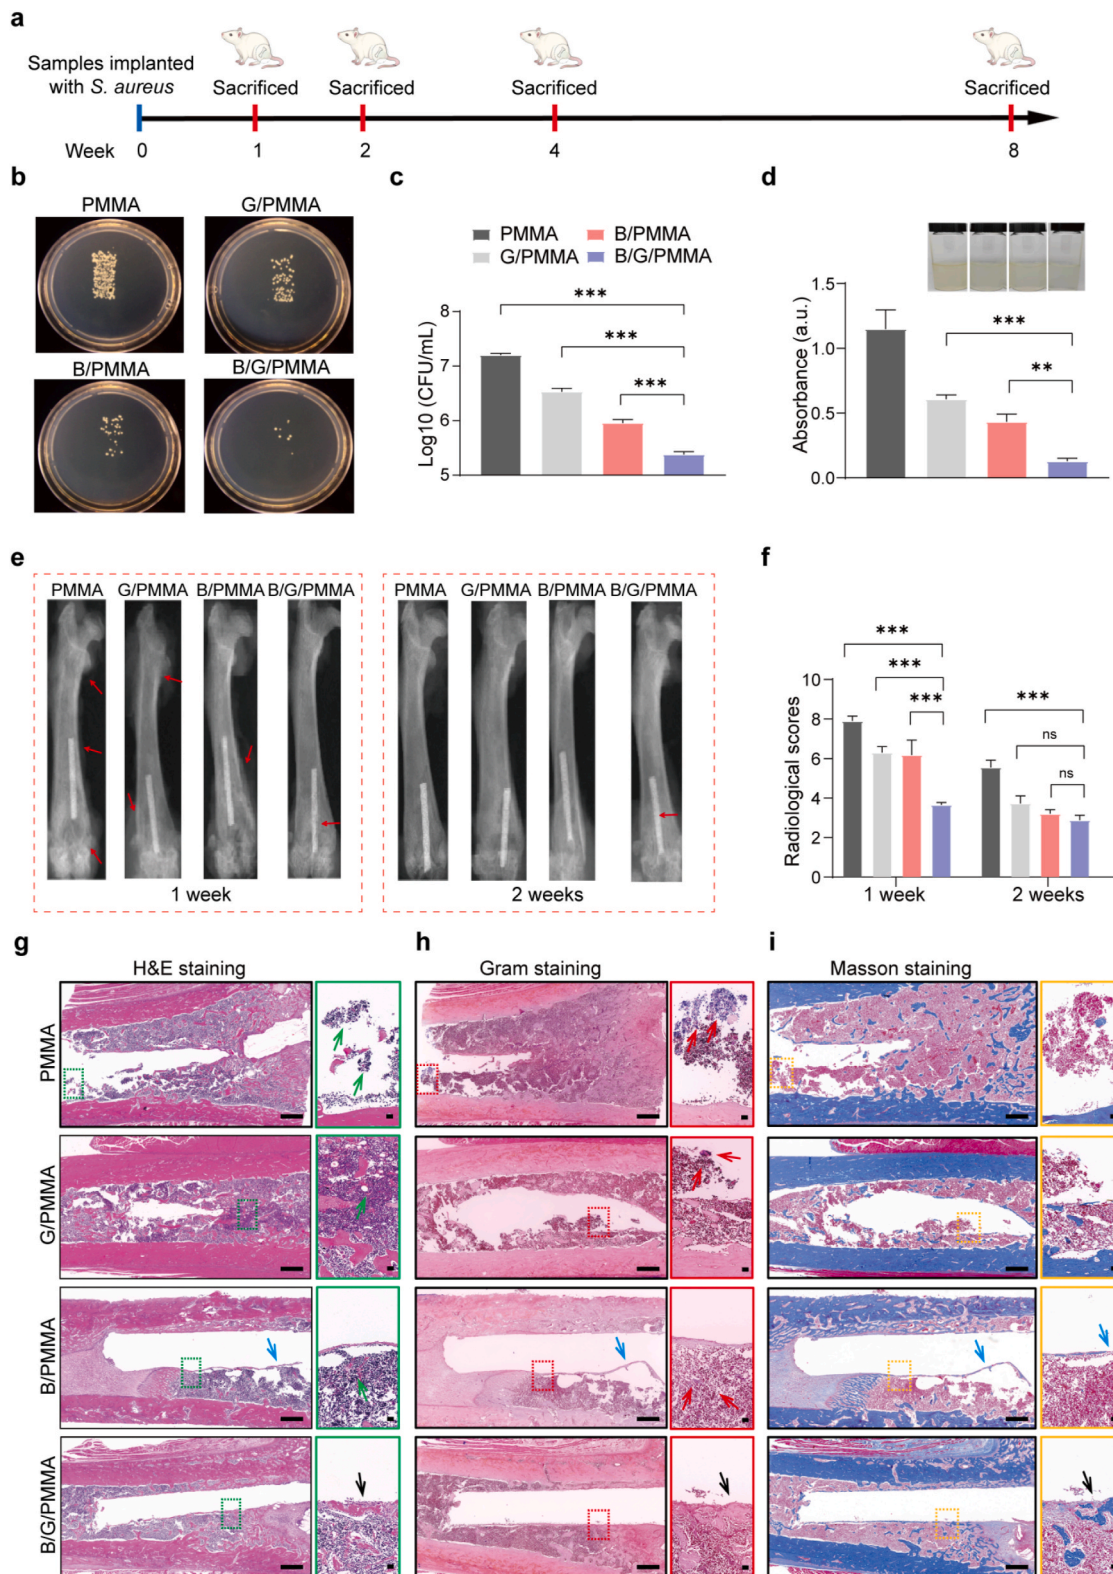 a
Samples implanted
with S. aureus
Sacrificed
Sacrificed
Sacrificed
Sacrificed
Week
0
1
2
4
8
b
PMMA
G/PMMA
B/PMMA
B/G/PMMA
c
PMMA
B/PMMA
G/PMMA
B/G/PMMA
***
***
***
Log10 (CFU/mL)
8
7
6
5
d
***
**
Absorbance (a.u.)
1.5
1.0
0.5
0.0
e
PMMA
G/PMMA
B/PMMA
B/G/PMMA
1 week
PMMA
G/PMMA
B/PMMA
B/G/PMMA
2 weeks
f
***
***
***
***
ns
ns
Radiological scores
10
8
6
4
2
0
1 week
2 weeks
g
H&E staining
h
Gram staining
i
Masson staining
PMMA
G/PMMA
B/PMMA
B/G/PMMA